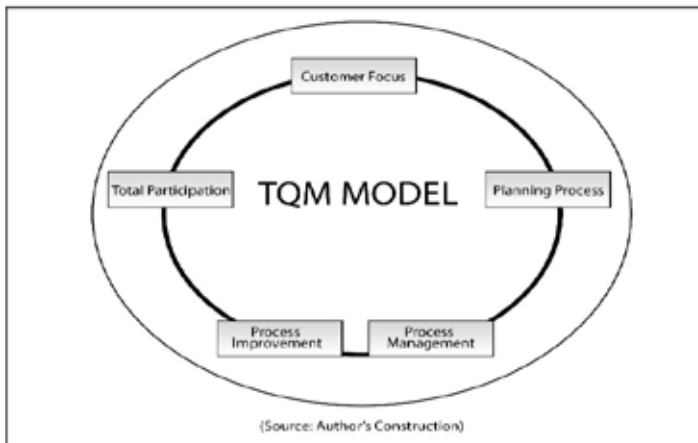 Customer Focus
Total Participation
TQM MODEL
Planning Process
Process
Improvement
Process
Management
(Source: Author's Construction)